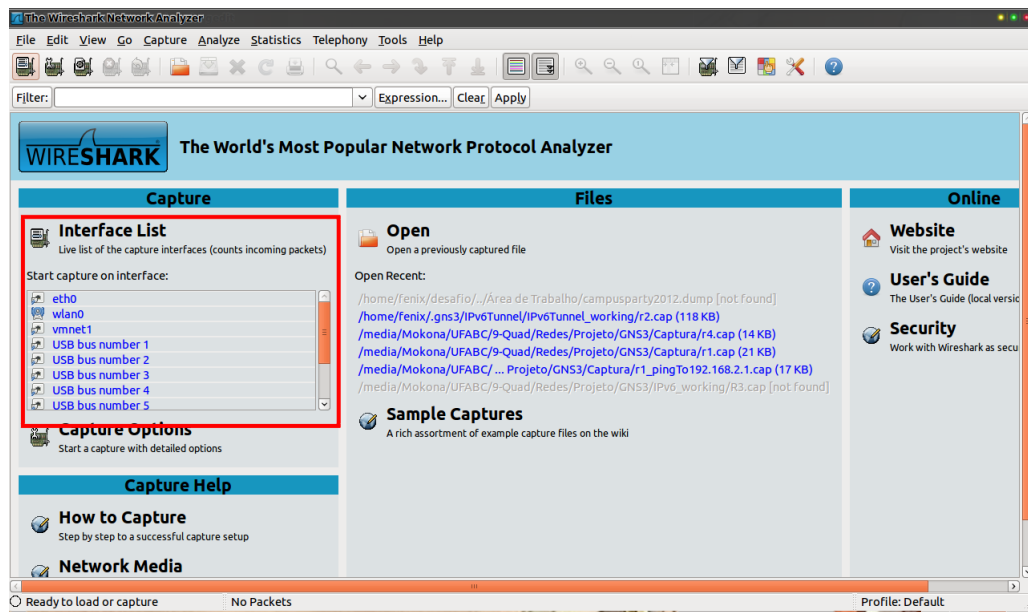 The Wireshark Network Analyzer
File Edit View Go Capture Analyze Statistics Telephony Tools Help
Filter: Expression... Clear Apply
WIRESHARK The World's Most Popular Network Protocol Analyzer
Capture
Interface List
Live list of the capture interfaces (counts incoming packets)
Start capture on interface:
eth0
wlan0
vmnet1
USB bus number 1
USB bus number 2
USB bus number 3
USB bus number 4
USB bus number 5
Capture Options
Start a capture with detailed options
Capture Help
How to Capture
Step by step to a successful capture setup
Network Media
Files
Open
Open a previously captured file
Open Recent:
/home/fenix/desafio/../Área de Trabalho/campusparty2012.dump [not found]
/home/fenix/.gns3/IPv6Tunnel/IPv6Tunnel_working/r2.cap (118 KB)
/media/Mokona/UFABC/9-Quad/Redes/Projeto/GNS3/Captura/r4.cap (14 KB)
/media/Mokona/UFABC/9-Quad/Redes/Projeto/GNS3/Captura/r1.cap (21 KB)
/media/Mokona/UFABC/ ... Projeto/GNS3/Captura/r1_pingTo192.168.2.1.cap (17 KB)
/media/Mokona/UFABC/9-Quad/Redes/Projeto/GNS3/IPv6_working/R3.cap [not found]
Sample Captures
A rich assortment of example capture files on the wiki
Online
Website
Visit the project's website
User's Guide
The User's Guide (local versic
Security
Work with Wireshark as secu
Ready to load or capture No Packets Profile: Default